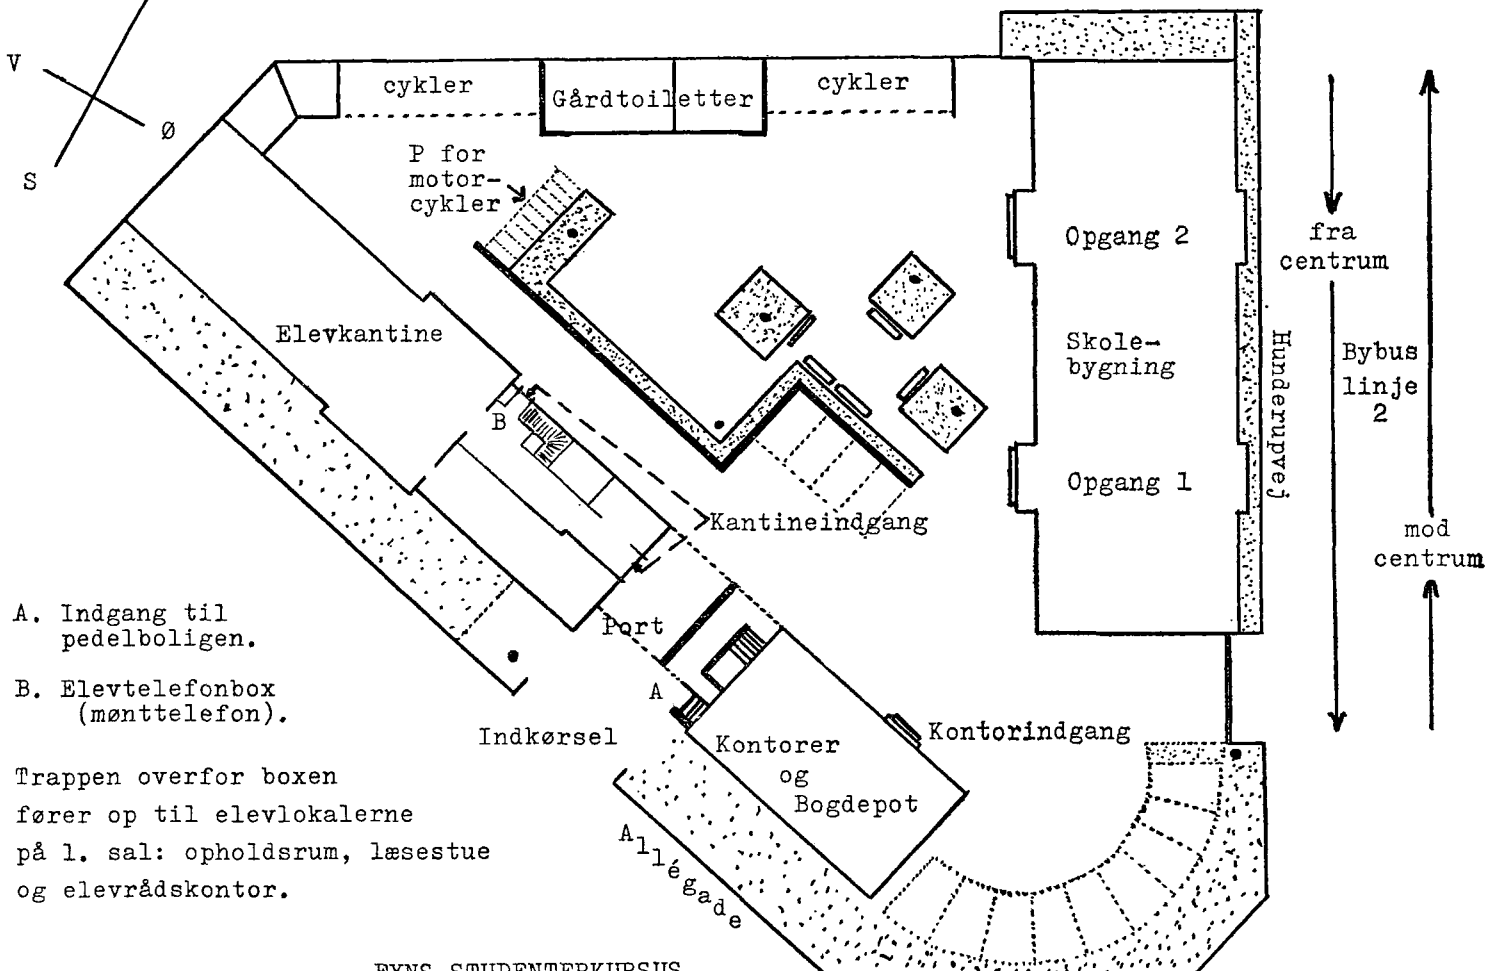 V
Ø
S
cykler
Gårdtoiletter
cykler
P for
motor-
cykler
Opgang 2
fra
centrum
Elevkantine
Skole-
bygning
Hunderupvej
Bybus
linje
2
B
Opgang 1
Kantineindgang
mod
centrum
A. Indgang til
pedelboligen.
Port
B. Elevtelefonbox
(mønttelefon).
A
Indkørsel
Kontorer
og
Bogdepot
Kontorindgang
Trappen overfor boxen
fører op til elevlokalerne
på 1. sal: opholdsrum, læsestue
og elevrådskontor.
Allégade
FYNS STUDENTERKURSUS